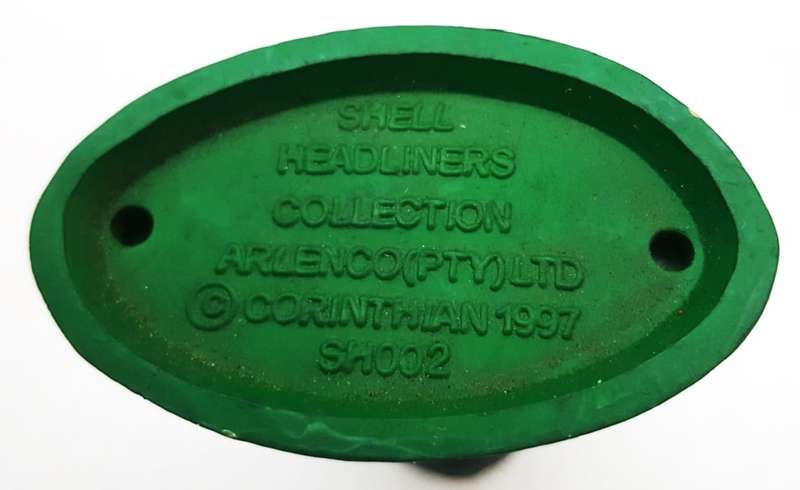 SHELL
HEADLINERS
COLLECTION
ARLENCO(PTY)LTD
© CORINTHIAN 1997
SH002